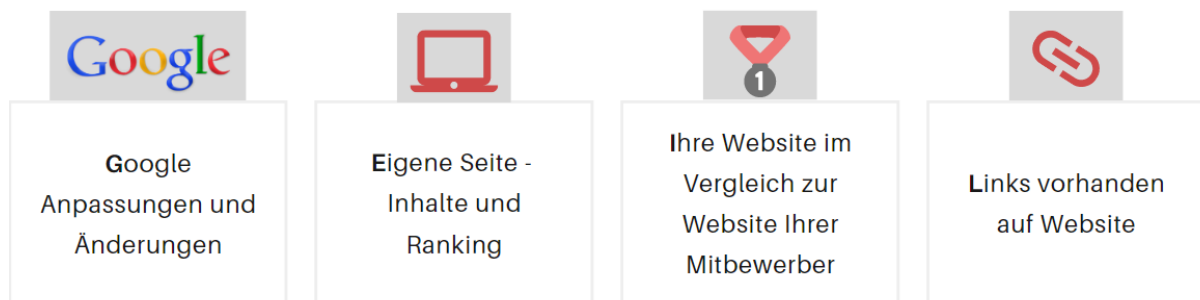 Google
Google
Anpassungen und
Änderungen
Eigene Seite -
Inhalte und
Ranking
1
Ihre Website im
Vergleich zur
Website Ihrer
Mitbewerber
Links vorhanden
auf Website